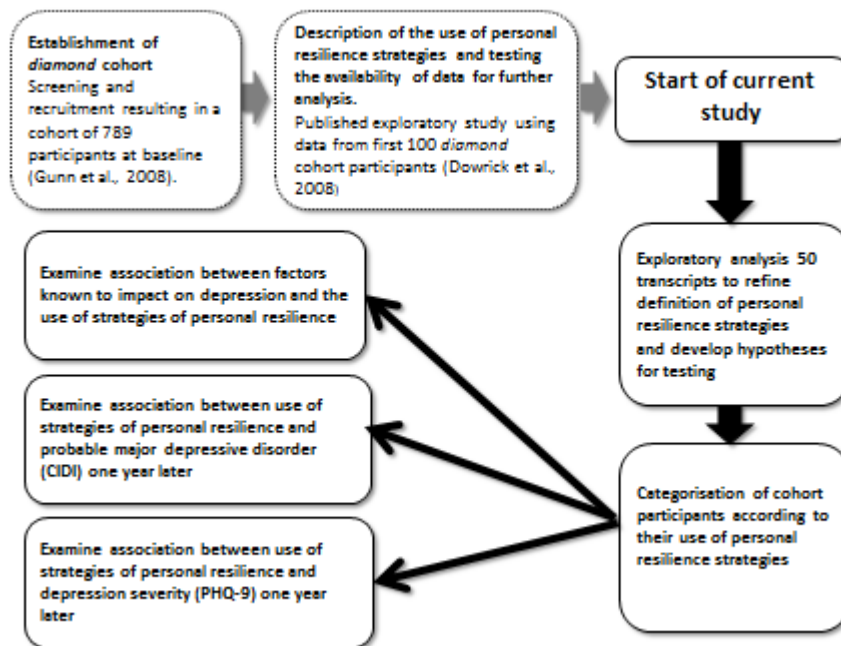 Establishment of
diamond cohort
Screening and
recruitment resulting in a
cohort of 789
participants at baseline
(Gunn et al., 2008).
Description of the use of personal
resilience strategies and testing
the availability of data for further
analysis.
Published exploratory study using
data from first 100 diamond
cohort participants (Dowrick et al.,
2008)
Start of current
study
Exploratory analysis 50
transcripts to refine
definition of personal
resilience strategies
and develop hypotheses
for testing
Categorisation of cohort
participants according to
their use of personal
resilience strategies
Examine association between factors
known to impact on depression and the
use of strategies of personal resilience
Examine association between use of
strategies of personal resilience and
probable major depressive disorder
(CIDI) one year later
Examine association between use of
strategies of personal resilience and
depression severity (PHQ-9) one year
later